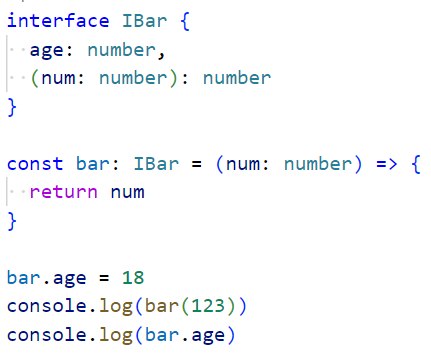 interface IBar {
  age: number,
  (num: number): number
}
const bar: IBar = (num: number) => {
  return num
}
bar.age = 18
console.log(bar(123))
console.log(bar.age)